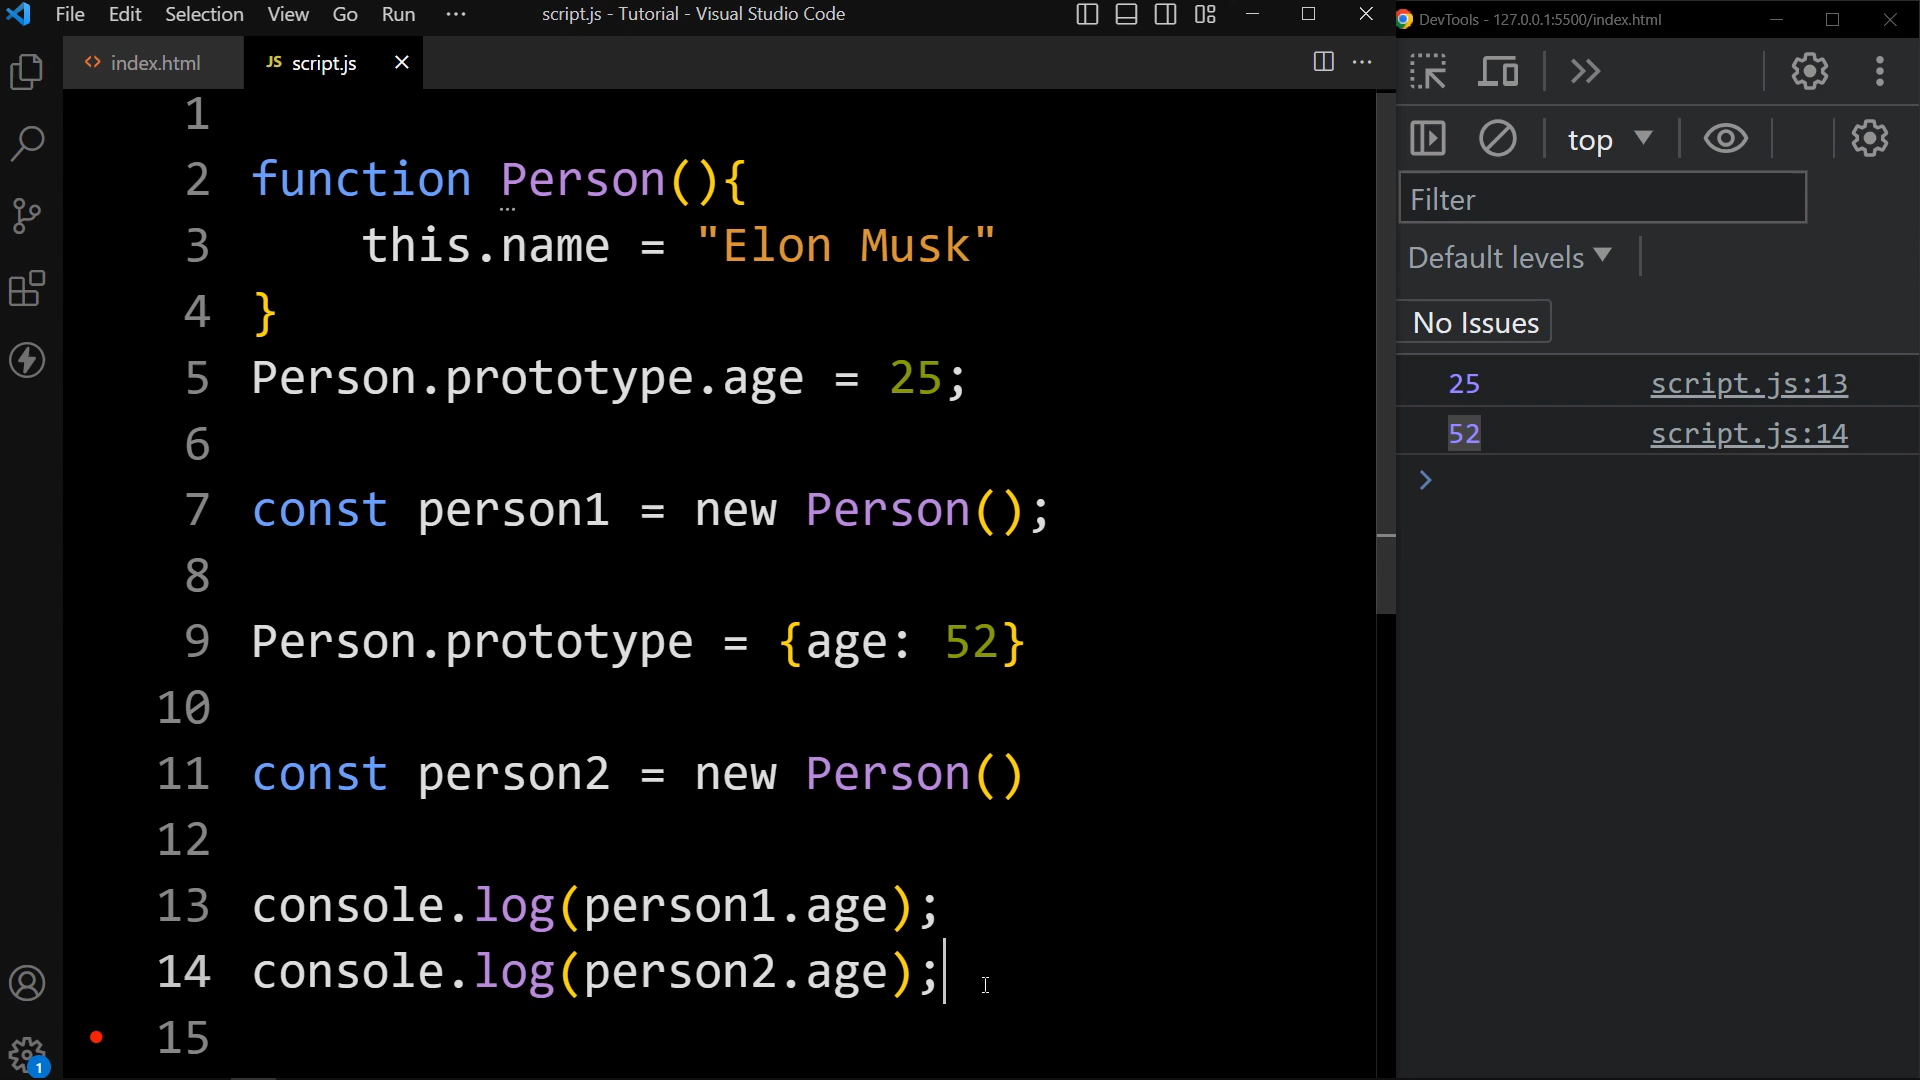 File Edit Selection View Go Run ··· script.js - Tutorial - Visual Studio Code
index.html JS script.js
1
2 function Person(){
3 this.name = "Elon Musk"
4 }
5 Person.prototype.age = 25;
6
7 const person1 = new Person();
8
9 Person.prototype = {age: 52}
10
11 const person2 = new Person()
12
13 console.log(person1.age);
14 console.log(person2.age);
15
1
DevTools - 127.0.0.1:5500/index.html
top
Filter
Default levels
No Issues
25 script.js:13
52 script.js:14